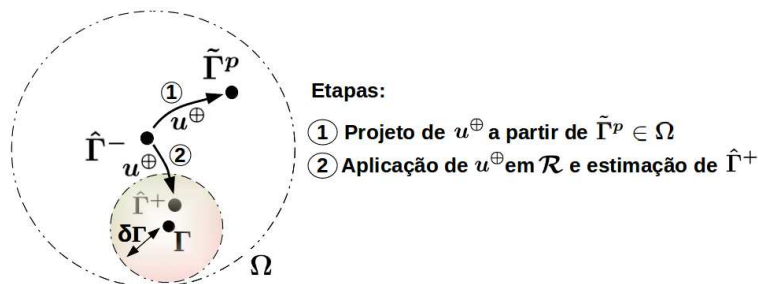 Γ̃ᵖ
① 
u^⊕
Γ̂⁻
u^⊕ ②
Γ̂⁺
δΓ
Γ
Ω
Etapas:
① Projeto de u^⊕ a partir de Γ̃ᵖ ∈ Ω
② Aplicação de u^⊕ em ℛ e estimação de Γ̂⁺